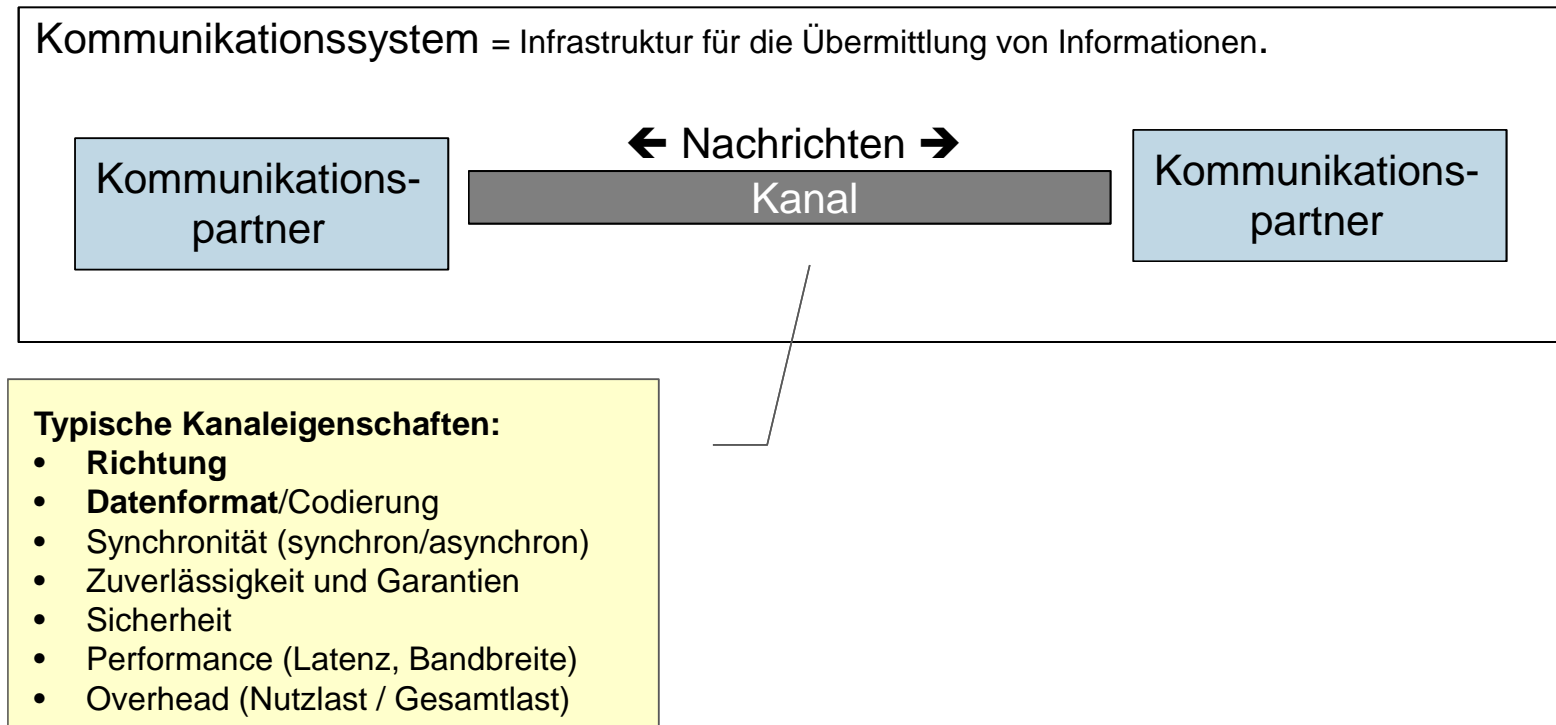 Kommunikationssystem = Infrastruktur für die Übermittlung von Informationen.
🡸 Nachrichten 🡺
Kommunikations-
partner
Kanal
Kommunikations-
partner
Typische Kanaleigenschaften:
• Richtung
• Datenformat/Codierung
• Synchronität (synchron/asynchron)
• Zuverlässigkeit und Garantien
• Sicherheit
• Performance (Latenz, Bandbreite)
• Overhead (Nutzlast / Gesamtlast)